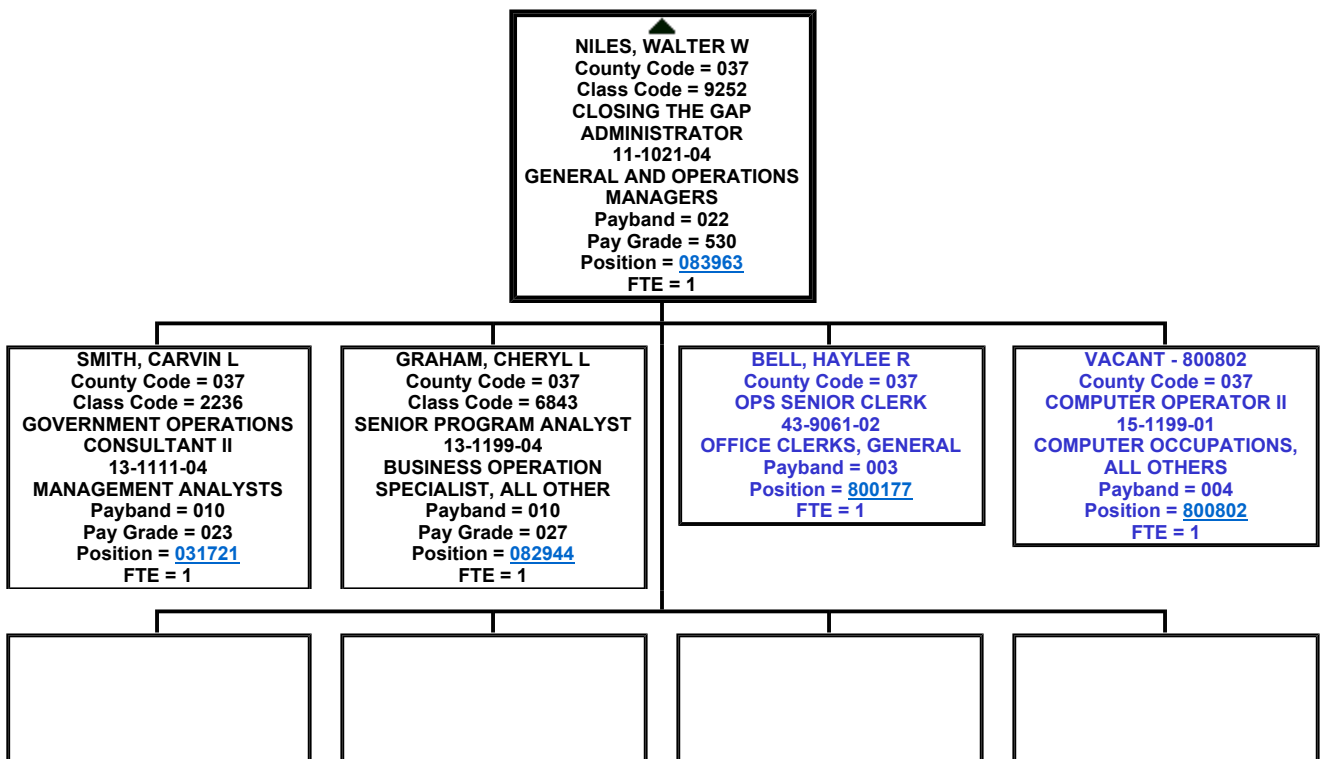 NILES, WALTER W
County Code = 037
Class Code = 9252
CLOSING THE GAP
ADMINISTRATOR
11-1021-04
GENERAL AND OPERATIONS
MANAGERS
Payband = 022
Pay Grade = 530
Position = 083963
FTE = 1
SMITH, CARVIN L
County Code = 037
Class Code = 2236
GOVERNMENT OPERATIONS
CONSULTANT II
13-1111-04
MANAGEMENT ANALYSTS
Payband = 010
Pay Grade = 023
Position = 031721
FTE = 1
GRAHAM, CHERYL L
County Code = 037
Class Code = 6843
SENIOR PROGRAM ANALYST
13-1199-04
BUSINESS OPERATION
SPECIALIST, ALL OTHER
Payband = 010
Pay Grade = 027
Position = 082944
FTE = 1
BELL, HAYLEE R
County Code = 037
OPS SENIOR CLERK
43-9061-02
OFFICE CLERKS, GENERAL
Payband = 003
Position = 800177
FTE = 1
VACANT - 800802
County Code = 037
COMPUTER OPERATOR II
15-1199-01
COMPUTER OCCUPATIONS,
ALL OTHERS
Payband = 004
Position = 800802
FTE = 1